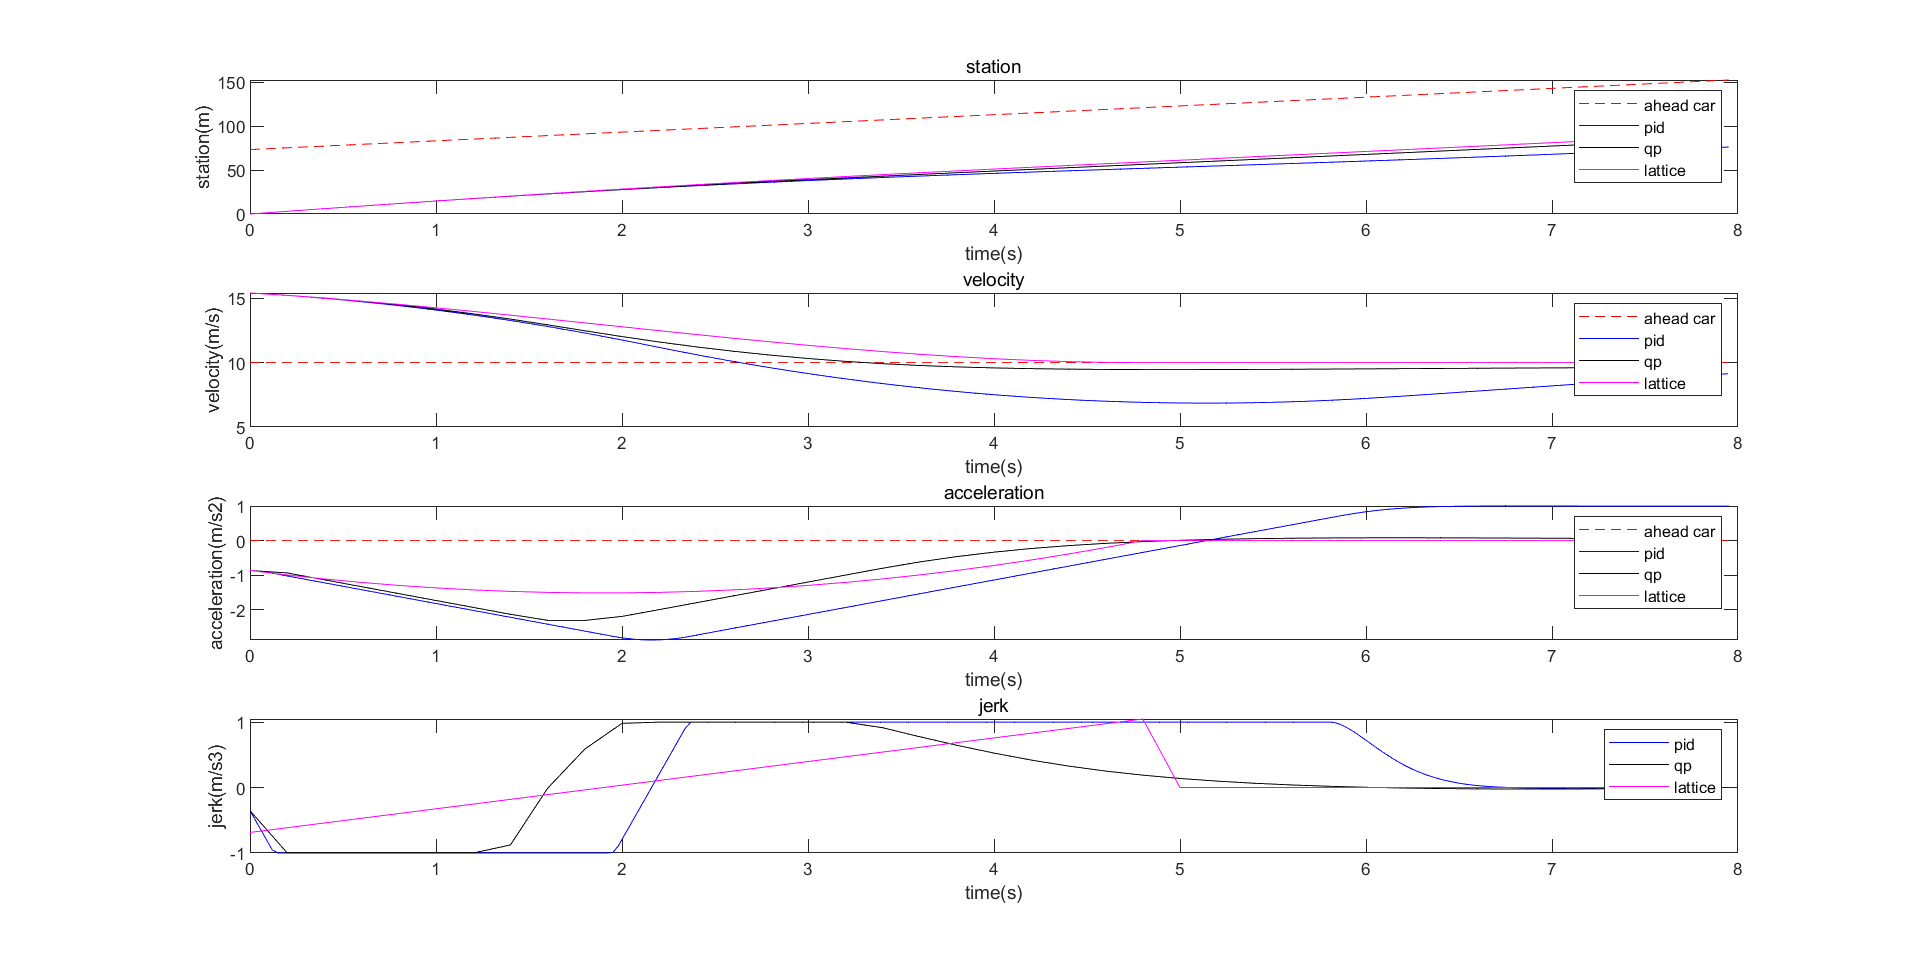 station
station(m)
150
100
50
0
ahead car
pid
qp
lattice
0 1 2 3 4 5 6 7 8
time(s)
velocity
velocity(m/s)
15
10
5
ahead car
pid
qp
lattice
0 1 2 3 4 5 6 7 8
time(s)
acceleration
acceleration(m/s2)
1
0
-1
-2
ahead car
pid
qp
lattice
0 1 2 3 4 5 6 7 8
time(s)
jerk
jerk(m/s3)
1
0
-1
pid
qp
lattice
0 1 2 3 4 5 6 7 8
time(s)